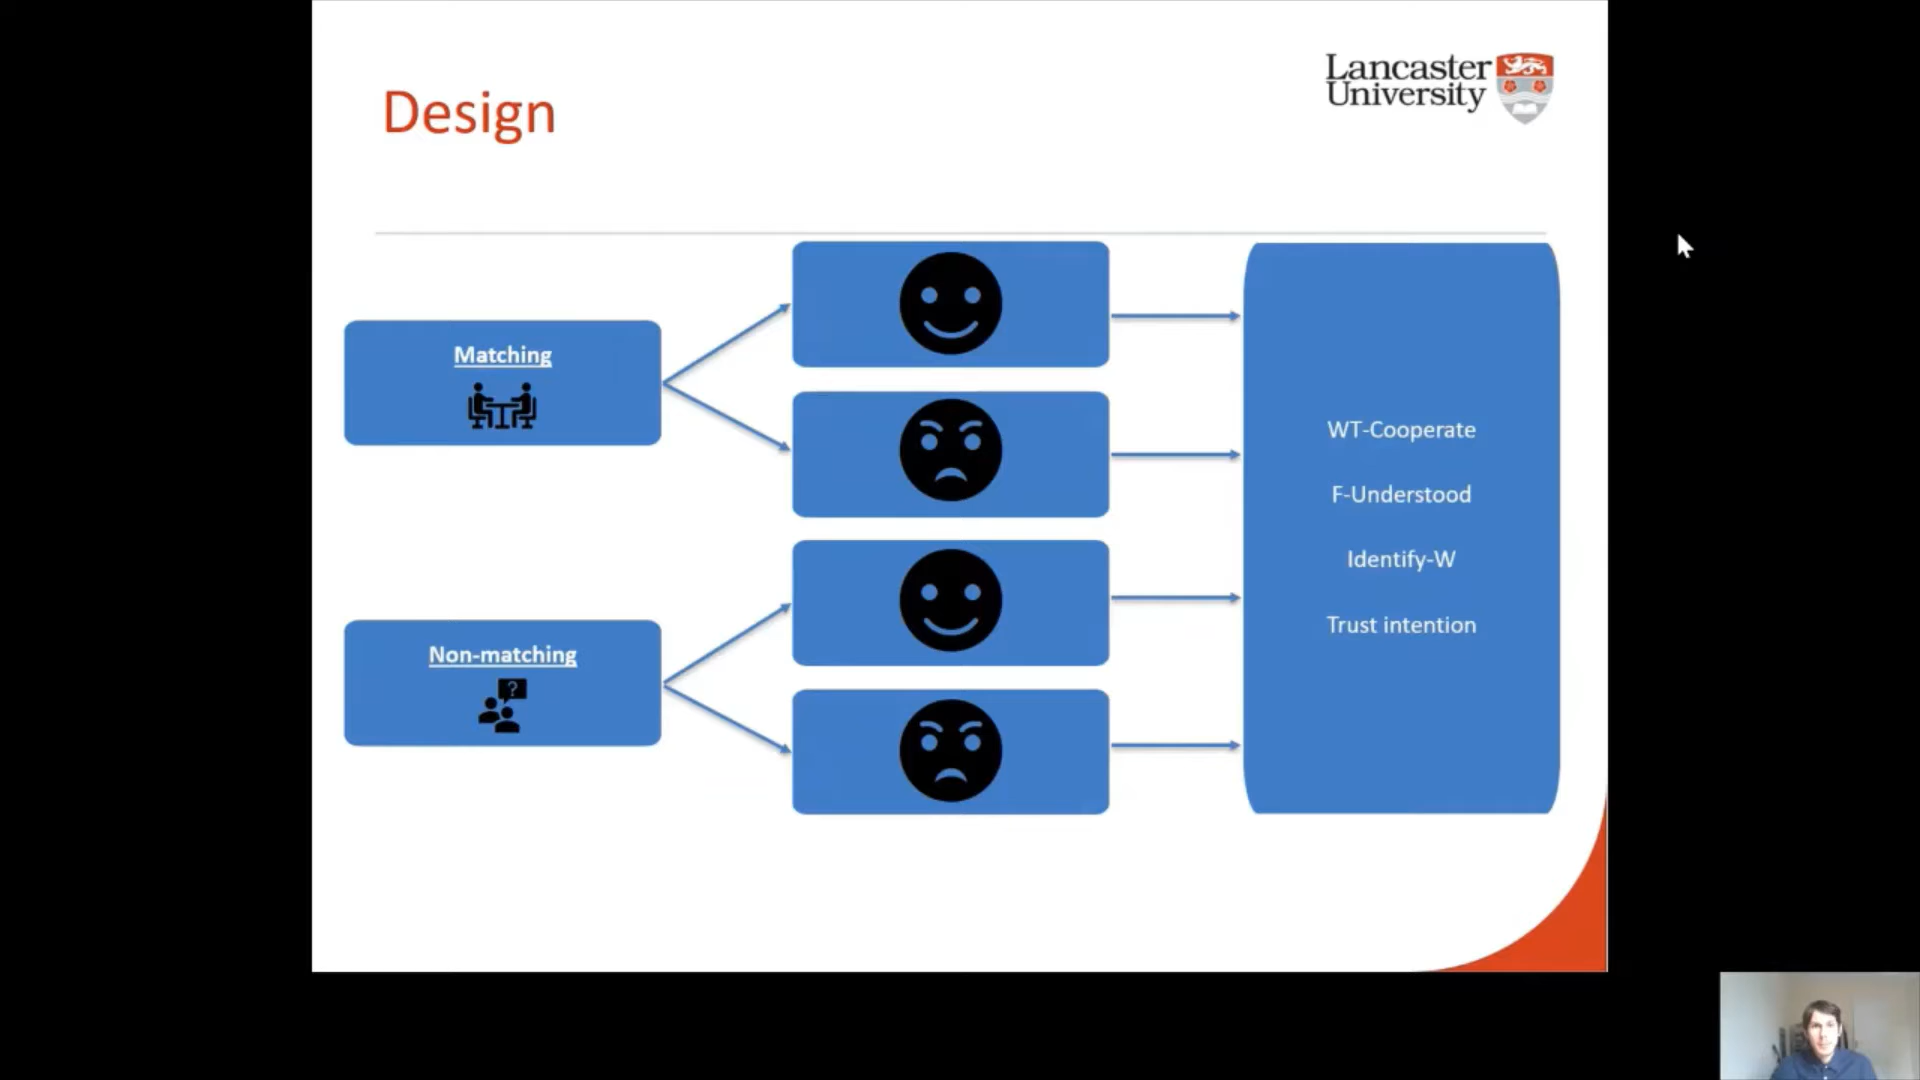 Lancaster
University
Design
Matching
Non-matching
?
WT-Cooperate
F-Understood
Identify-W
Trust intention